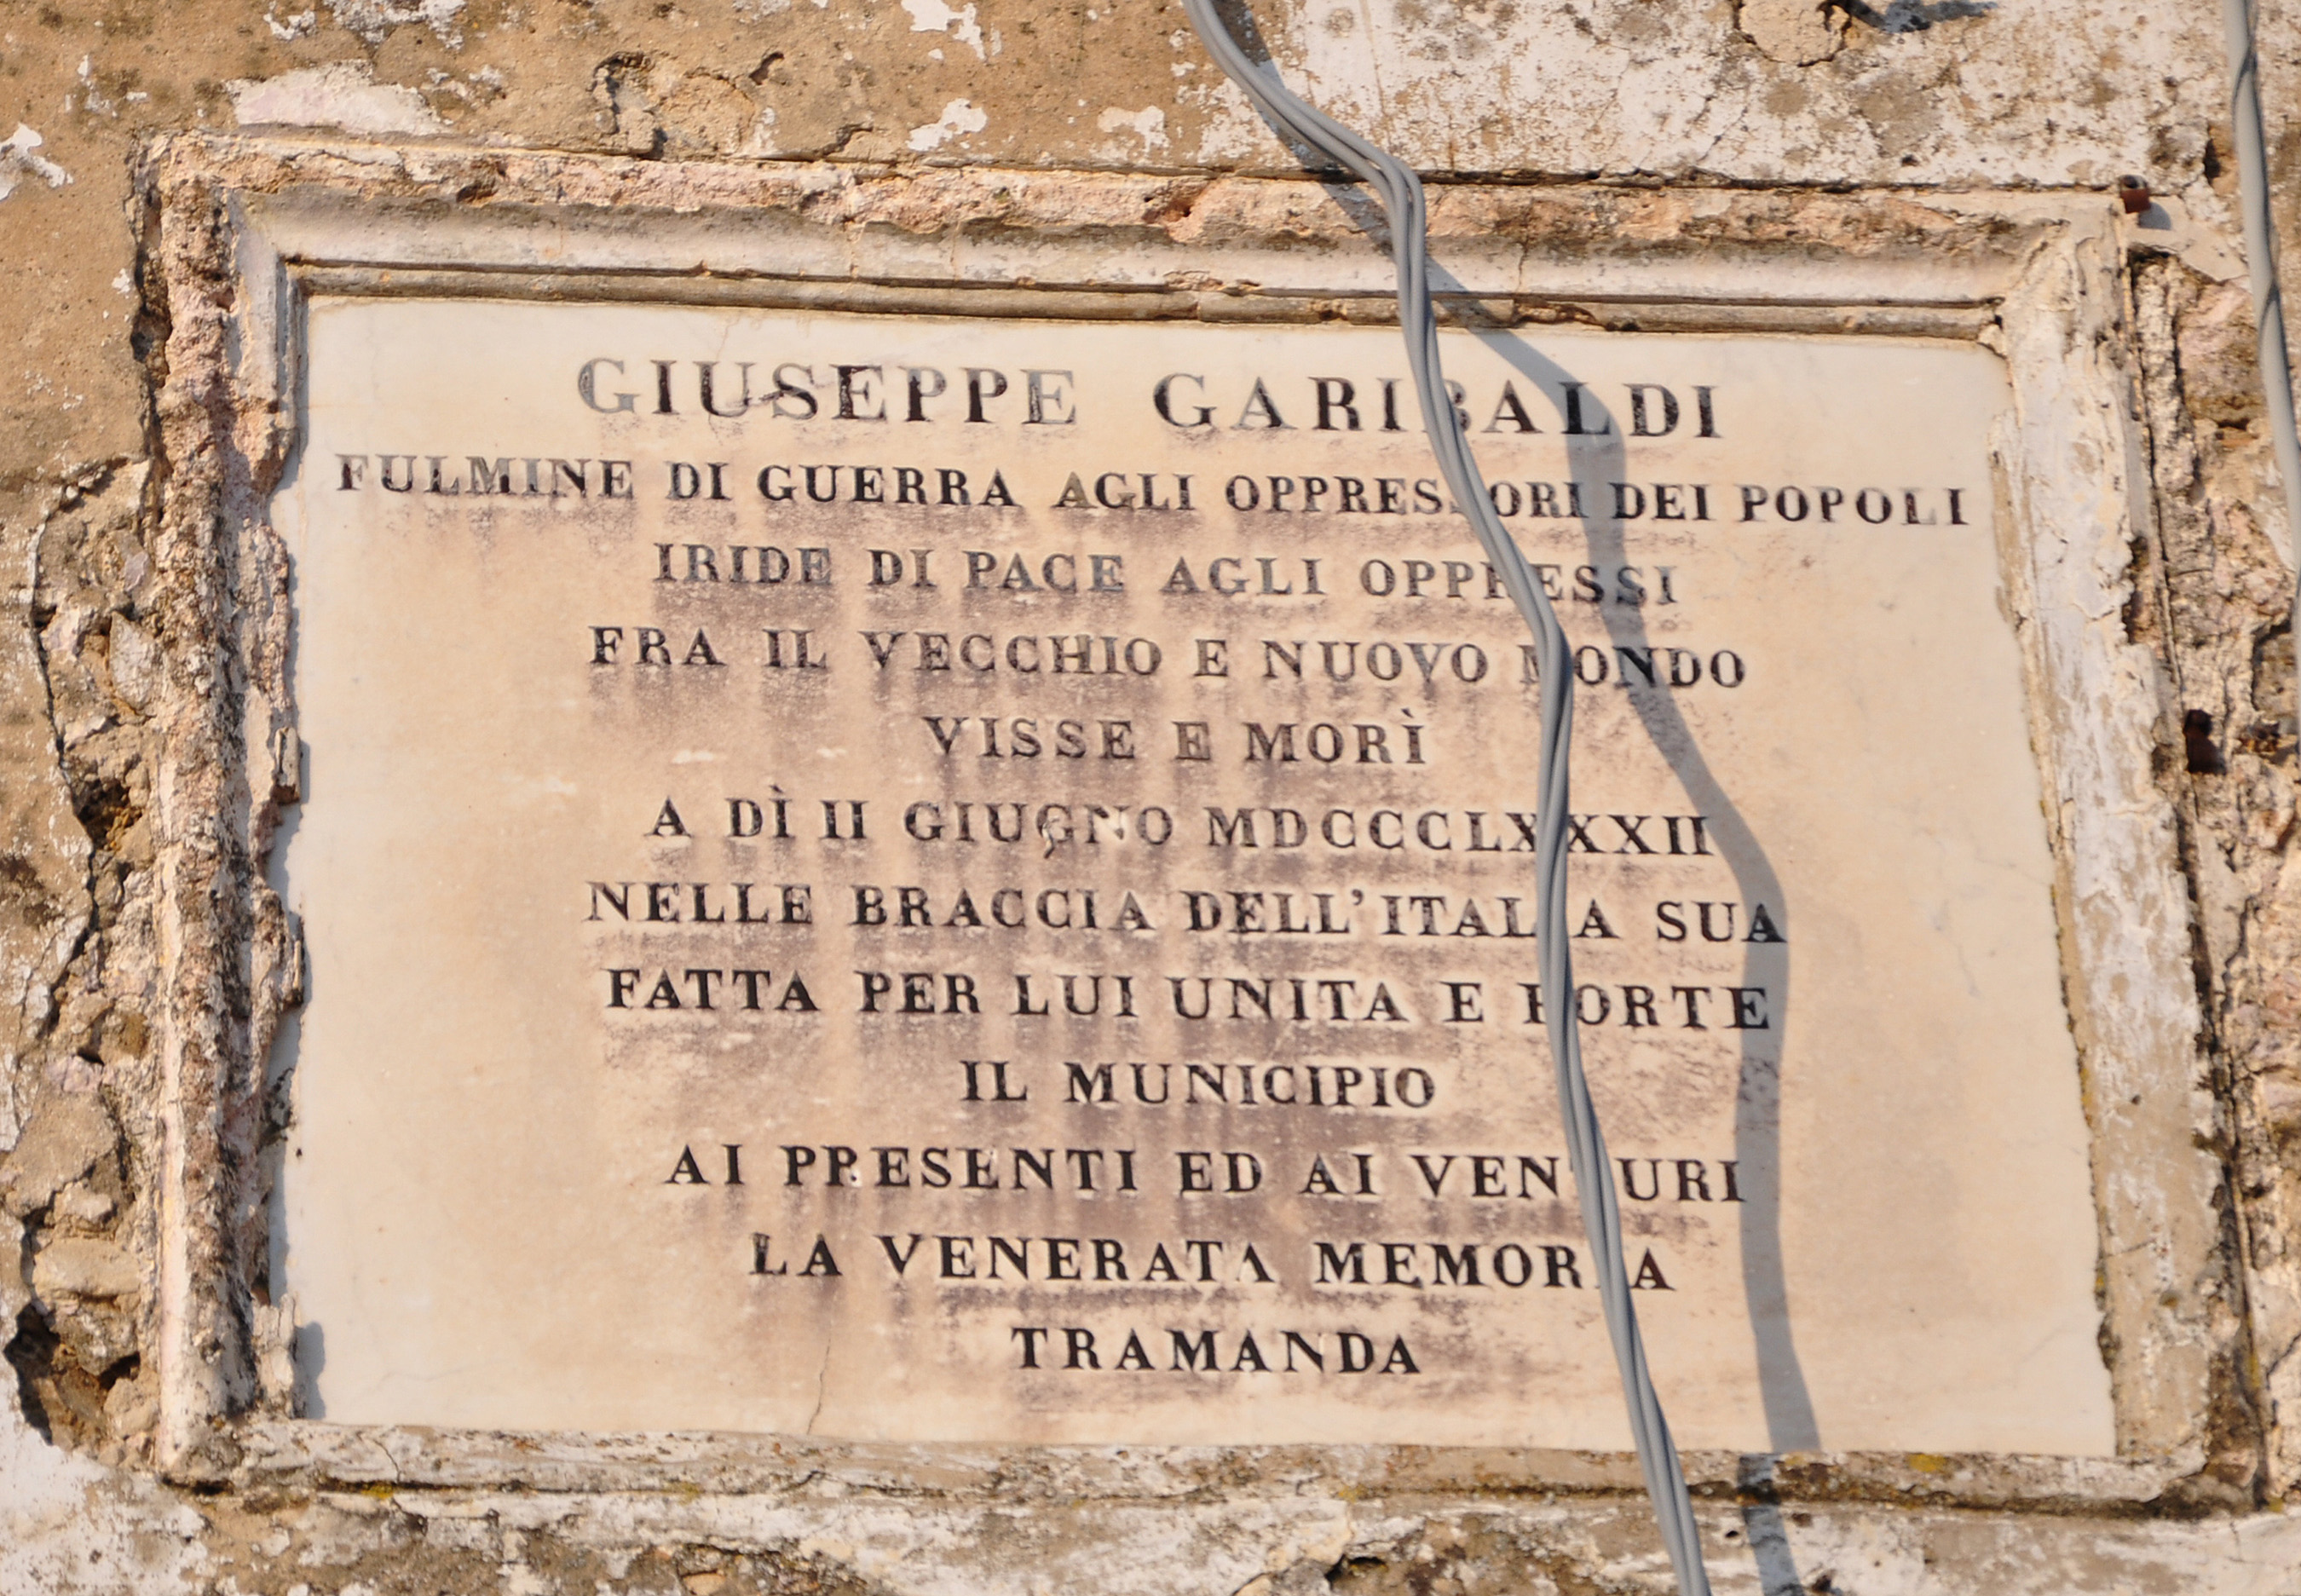 GIUSEPPE GARIBALDI
FULMINE DI GUERRA AGLI OPPRESSORI DEI POPOLI
IRIDE DI PACE AGLI OPPRESSI
FRA IL VECCHIO E NUOVO MONDO
VISSE E MORÌ
A DÌ II GIUGNO MDCCCLXXXII
NELLE BRACCIA DELL'ITALIA SUA
FATTA PER LUI UNITA E FORTE
IL MUNICIPIO
AI PRESENTI ED AI VENTURI
LA VENERATA MEMORIA
TRAMANDA